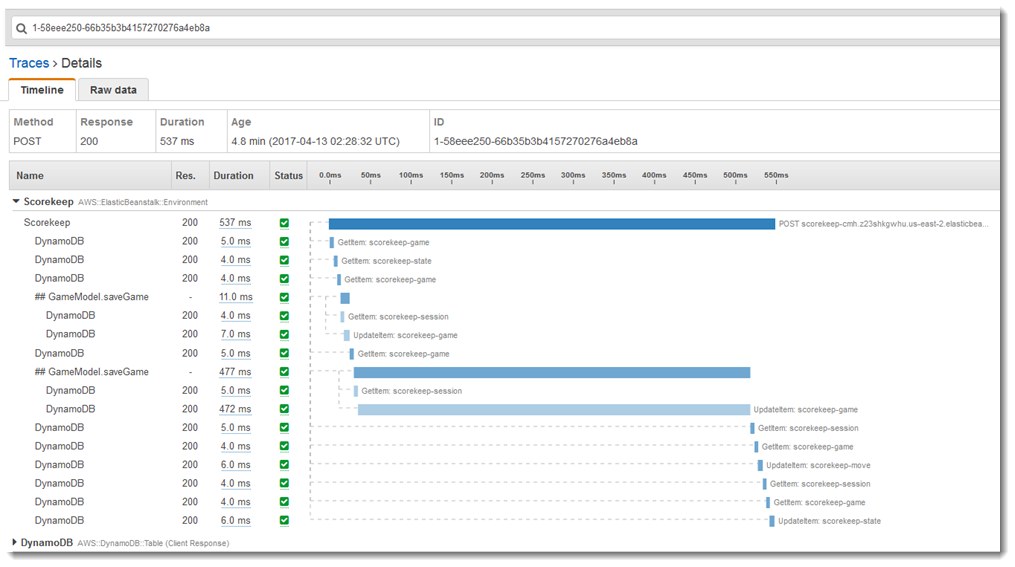 1-58eee250-66b35b3b4157270276a4eb8a
Traces > Details
Timeline Raw data
Method Response Duration Age ID
POST 200 537 ms 4.8 min (2017-04-13 02:28:32 UTC) 1-58eee250-66b35b3b4157270276a4eb8a
Name Res. Duration Status 0.0ms 50ms 100ms 150ms 200ms 250ms 300ms 350ms 400ms 450ms 500ms 550ms
Scorekeep AWS::ElasticBeanstalk::Environment
Scorekeep 200 537 ms POST scorekeep-cmh.z23shkgwhu.us-east-2.elasticbea...
DynamoDB 200 5.0 ms GetItem: scorekeep-game
DynamoDB 200 4.0 ms GetItem: scorekeep-state
DynamoDB 200 4.0 ms GetItem: scorekeep-game
## GameModel.saveGame - 11.0 ms
DynamoDB 200 4.0 ms GetItem: scorekeep-session
DynamoDB 200 7.0 ms UpdateItem: scorekeep-game
DynamoDB 200 5.0 ms GetItem: scorekeep-game
## GameModel.saveGame - 477 ms
DynamoDB 200 5.0 ms GetItem: scorekeep-session
DynamoDB 200 472 ms UpdateItem: scorekeep-game
DynamoDB 200 5.0 ms GetItem: scorekeep-session
DynamoDB 200 4.0 ms GetItem: scorekeep-game
DynamoDB 200 6.0 ms UpdateItem: scorekeep-move
DynamoDB 200 4.0 ms GetItem: scorekeep-session
DynamoDB 200 4.0 ms GetItem: scorekeep-game
DynamoDB 200 6.0 ms UpdateItem: scorekeep-state
DynamoDB AWS::DynamoDB::Table (Client Response)